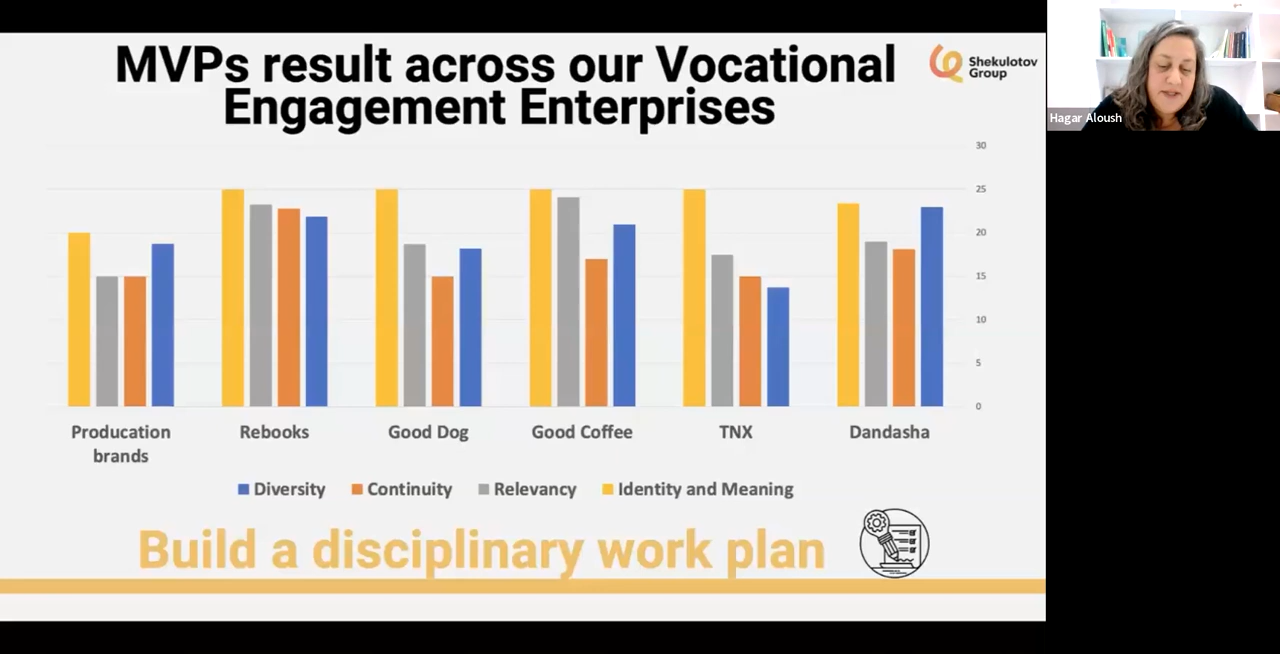 MVPs result across our Vocational
Engagement Enterprises
Shekulotov
Group
Hagar Aloush
30
25
20
15
10
5
0
Producation
brands
Rebooks
Good Dog
Good Coffee
TNX
Dandasha
Diversity
Continuity
Relevancy
Identity and Meaning
Build a disciplinary work plan